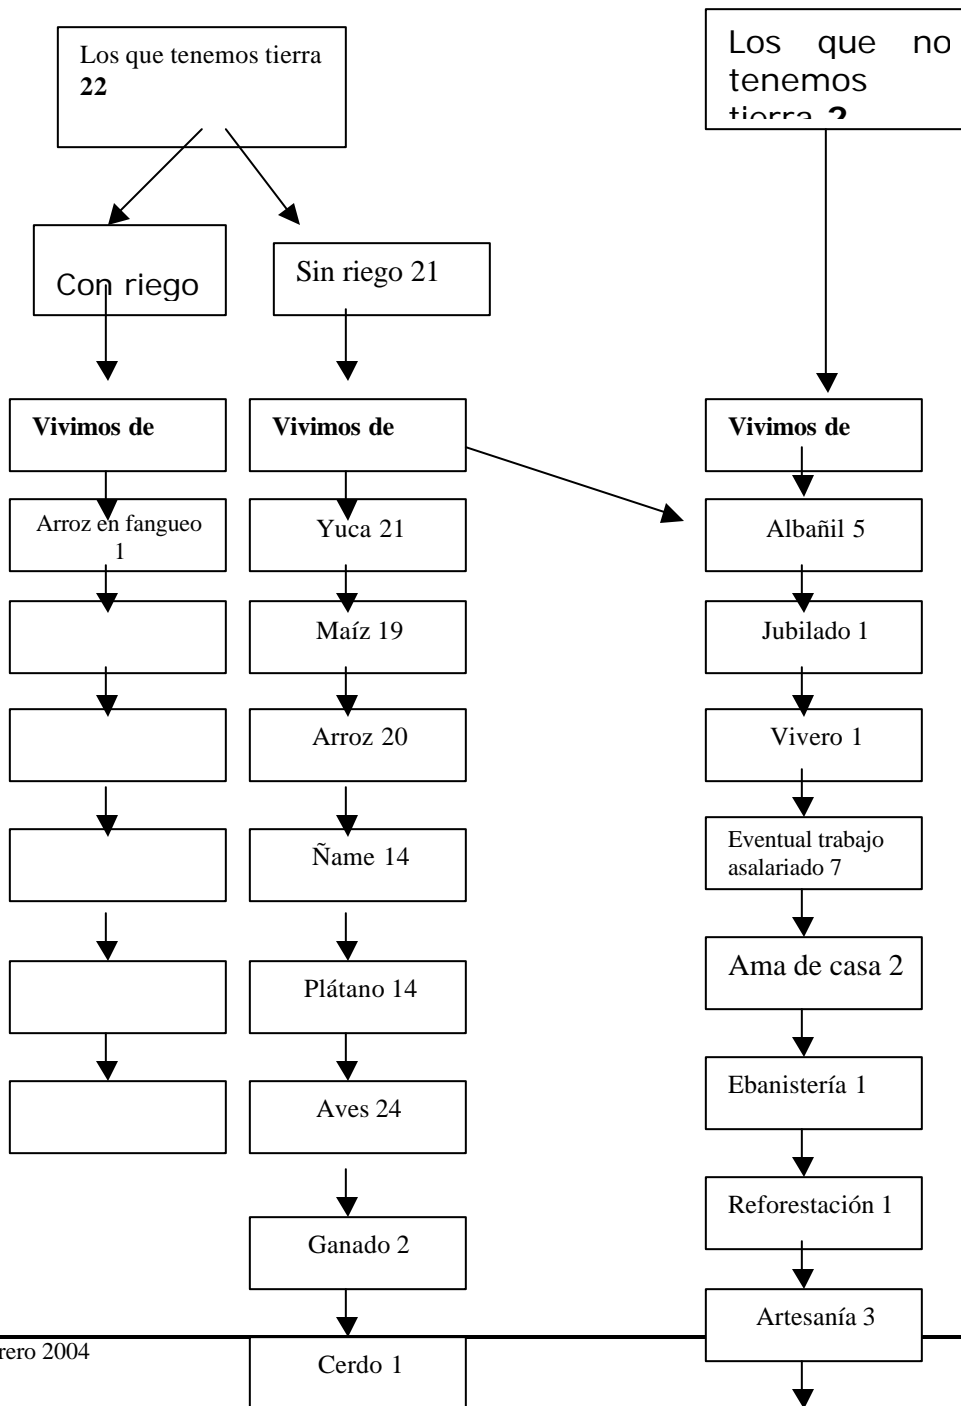 Los que tenemos tierra
22
Los que no
tenemos
tierra 2
Con riego
Sin riego 21
Vivimos de
Vivimos de
Vivimos de
Arroz en fangueo
1
Yuca 21
Albañil 5
Maíz 19
Jubilado 1
Arroz 20
Vivero 1
Ñame 14
Eventual trabajo
asalariado 7
Plátano 14
Ama de casa 2
Aves 24
Ebanistería 1
Ganado 2
Reforestación 1
Artesanía 3
rero 2004
Cerdo 1